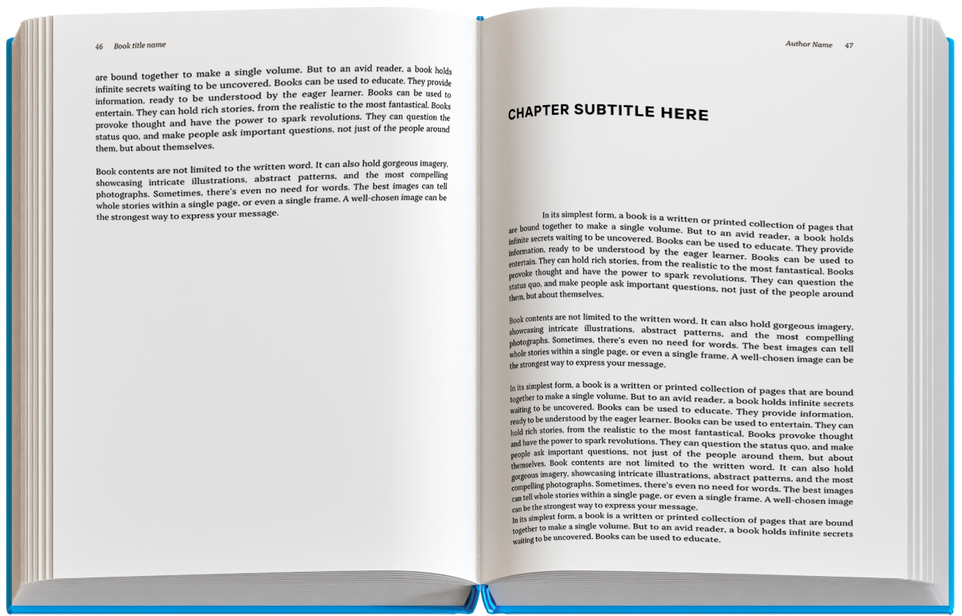 46 Book title name
are bound together to make a single volume. But to an avid reader, a book holds
infinite secrets waiting to be uncovered. Books can be used to educate. They provide
information, ready to be understood by the eager learner. Books can be used to
entertain. They can hold rich stories, from the realistic to the most fantastical. Books
provoke thought and have the power to spark revolutions. They can question the
status quo, and make people ask important questions, not just of the people around
them, but about themselves.
Book contents are not limited to the written word. It can also hold gorgeous imagery,
showcasing intricate illustrations, abstract patterns, and the most compelling
photographs. Sometimes, there's even no need for words. The best images can tell
whole stories within a single page, or even a single frame. A well-chosen image can be
the strongest way to express your message.
Author Name 47
CHAPTER SUBTITLE HERE
In its simplest form, a book is a written or printed collection of pages that
are bound together to make a single volume. But to an avid reader, a book holds
infinite secrets waiting to be uncovered. Books can be used to educate. They provide
information, ready to be understood by the eager learner. Books can be used to
entertain. They can hold rich stories, from the realistic to the most fantastical. Books
provoke thought and have the power to spark revolutions. They can question the
status quo, and make people ask important questions, not just of the people around
them, but about themselves.
Book contents are not limited to the written word. It can also hold gorgeous imagery,
showcasing intricate illustrations, abstract patterns, and the most compelling
photographs. Sometimes, there's even no need for words. The best images can tell
whole stories within a single page, or even a single frame. A well-chosen image can be
the strongest way to express your message.
In its simplest form, a book is a written or printed collection of pages that are bound
together to make a single volume. But to an avid reader, a book holds infinite secrets
waiting to be uncovered. Books can be used to educate. They provide information,
ready to be understood by the eager learner. Books can be used to entertain. They can
hold rich stories, from the realistic to the most fantastical. Books provoke thought
and have the power to spark revolutions. They can question the status quo, and make
people ask important questions, not just of the people around them, but about
themselves. Book contents are not limited to the written word. It can also hold
gorgeous imagery, showcasing intricate illustrations, abstract patterns, and the most
compelling photographs. Sometimes, there's even no need for words. The best images
can tell whole stories within a single page, or even a single frame. A well-chosen image
can be the strongest way to express your message.
In its simplest form, a book is a written or printed collection of pages that are bound
together to make a single volume. But to an avid reader, a book holds infinite secrets
waiting to be uncovered. Books can be used to educate.